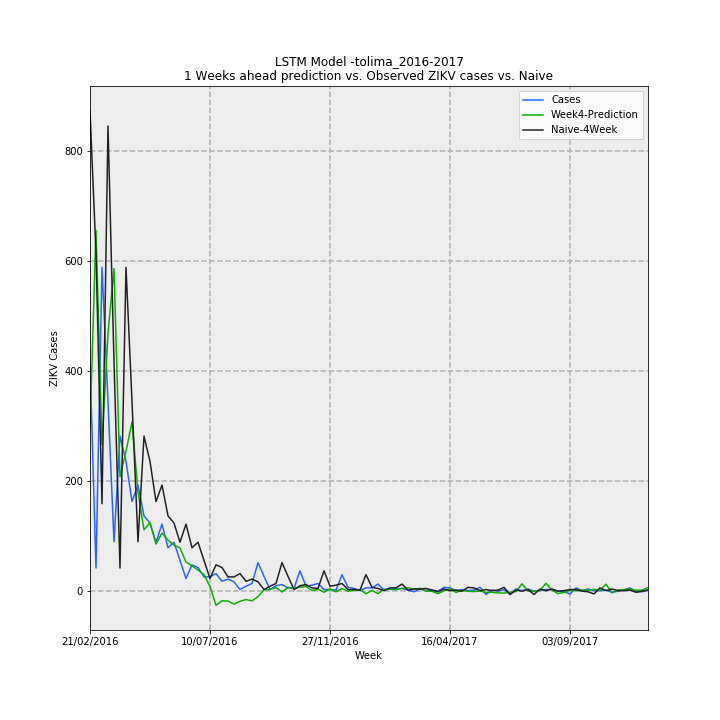 LSTM Model -tolima_2016-2017
1 Weeks ahead prediction vs. Observed ZIKV cases vs. Naive
Cases
Week4-Prediction
Naive-4Week
800
600
400
200
0
ZIKV Cases
21/02/2016
10/07/2016
27/11/2016
16/04/2017
03/09/2017
Week